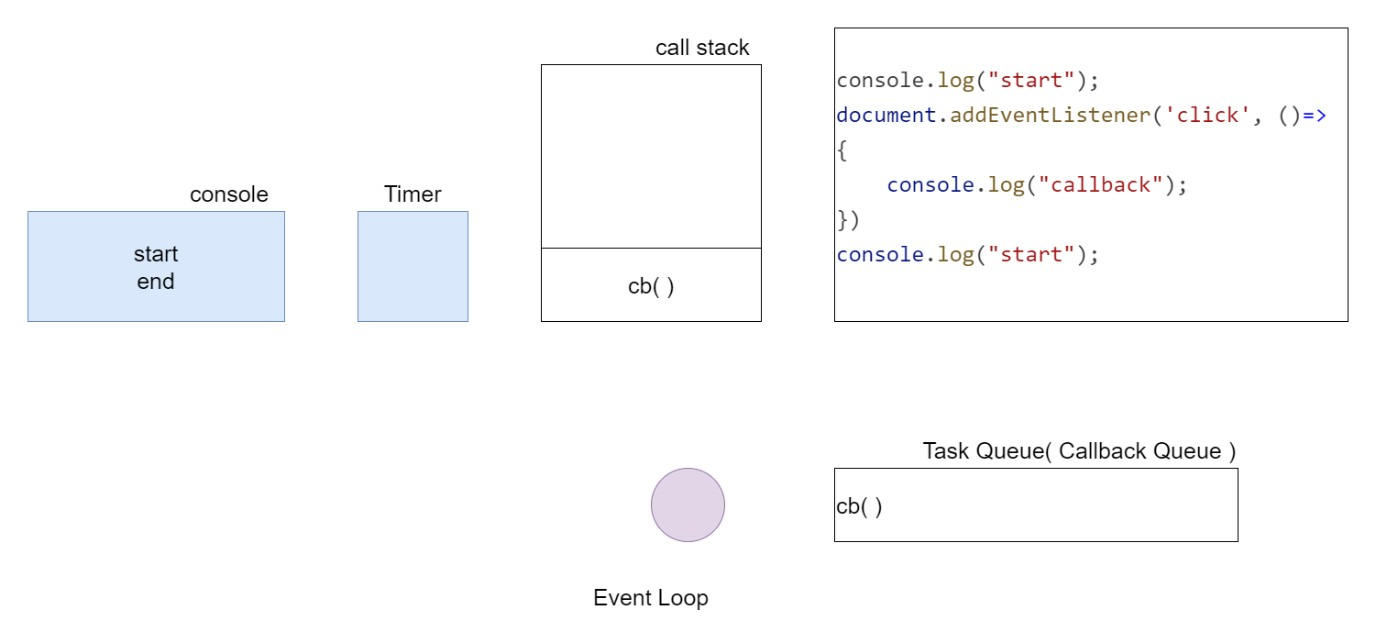 call stack
console.log("start");
document.addEventListener('click', ()=>
{
    console.log("callback");
})
console.log("start");
console
Timer
start
end
cb( )
Task Queue( Callback Queue )
cb( )
Event Loop